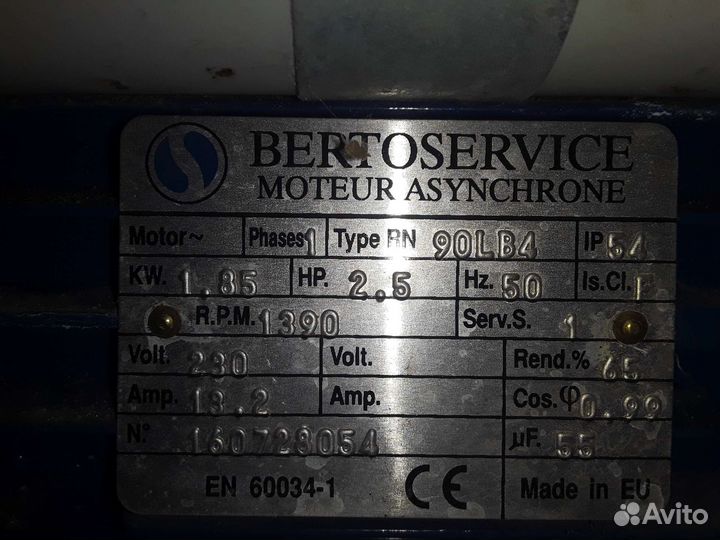 BERTOSERVICE
MOTEUR ASYNCHRONE
Motor~ Phases 1 Type RN 90LB4 IP 54
KW. 1.85 HP. 2.5 Hz. 50 Is.Cl. F
R.P.M. 1390 Serv.S. 1
Volt. 230 Volt. Rend.% 65
Amp. 13.2 Amp. Cos.φ 0.99
N° 160728054 µF. 55
EN 60034-1 CE Made in EU
Avito